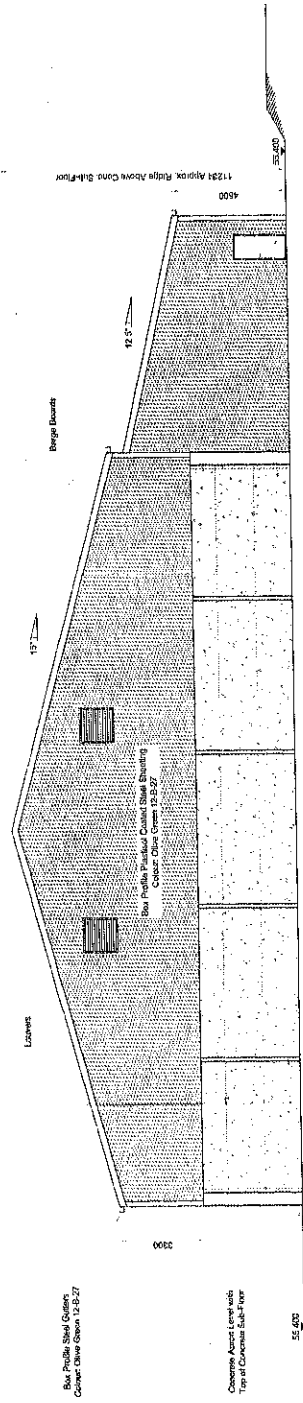 Box Profile Steel Gutters
Colour: Olive Green 12-B-27
Louvers
15°
Barge Boards
12.5°
11234 Approx. Ridge Above Conc. Sub-Floor
4600
Box Profile Plastisol Coated Steel Sheeting
Colour: Olive Green 12-B-27
3300
Concrete Apron Level with
Top of Concrete Sub-Floor
55.400
55.400